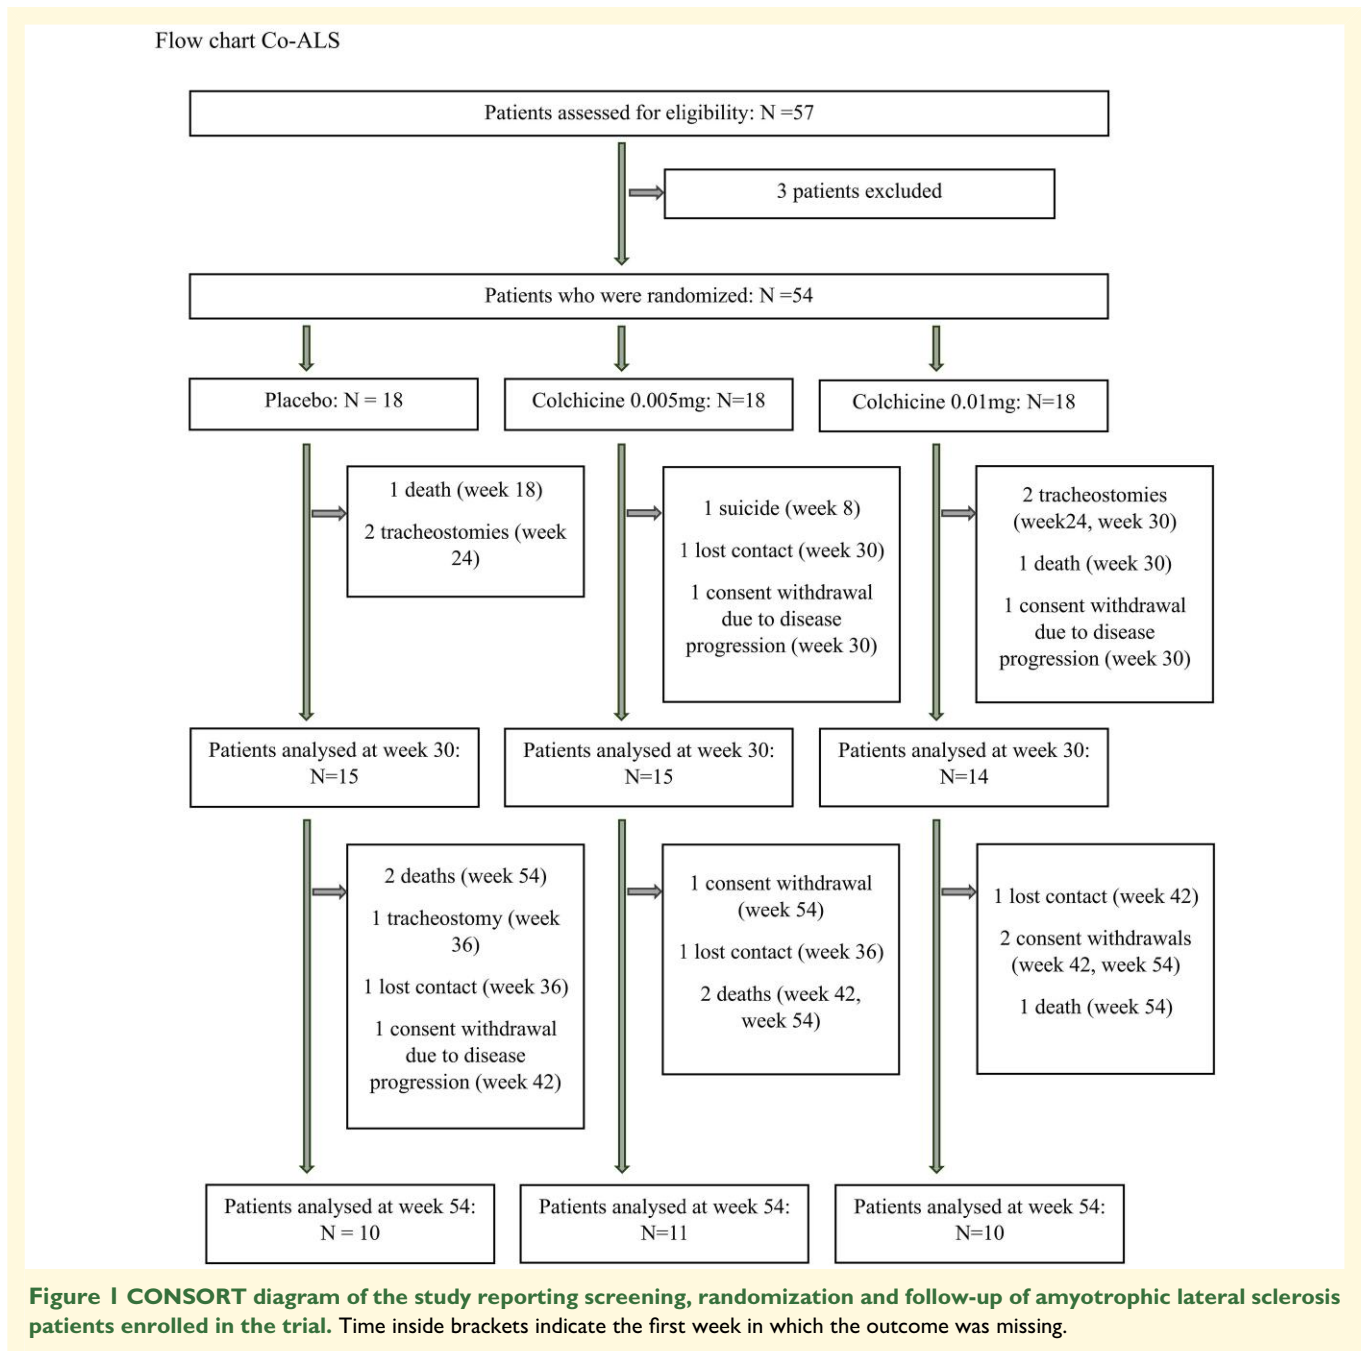 Flow chart Co-ALS
Patients assessed for eligibility: N =57
3 patients excluded
Patients who were randomized: N =54
Placebo: N = 18
Colchicine 0.005mg: N=18
Colchicine 0.01mg: N=18
1 death (week 18)
2 tracheostomies (week
24)
1 suicide (week 8)
1 lost contact (week 30)
1 consent withdrawal
due to disease
progression (week 30)
2 tracheostomies
(week24, week 30)
1 death (week 30)
1 consent withdrawal
due to disease
progression (week 30)
Patients analysed at week 30:
N=15
Patients analysed at week 30:
N=15
Patients analysed at week 30:
N=14
2 deaths (week 54)
1 tracheostomy (week
36)
1 lost contact (week 36)
1 consent withdrawal
due to disease
progression (week 42)
1 consent withdrawal
(week 54)
1 lost contact (week 36)
2 deaths (week 42,
week 54)
1 lost contact (week 42)
2 consent withdrawals
(week 42, week 54)
1 death (week 54)
Patients analysed at week 54:
N = 10
Patients analysed at week 54:
N=11
Patients analysed at week 54:
N=10
Figure 1 CONSORT diagram of the study reporting screening, randomization and follow-up of amyotrophic lateral sclerosis
patients enrolled in the trial. Time inside brackets indicate the first week in which the outcome was missing.